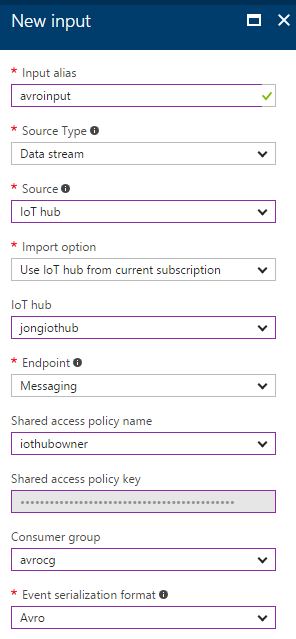 New input
* Input alias
avroinput
* Source Type
Data stream
* Source
IoT hub
* Import option
Use IoT hub from current subscription
IoT hub
jongiothub
* Endpoint
Messaging
Shared access policy name
iothubowner
Shared access policy key
••••••••••••••••••••••••••••••••••••••••••••
Consumer group
avrocg
* Event serialization format
Avro